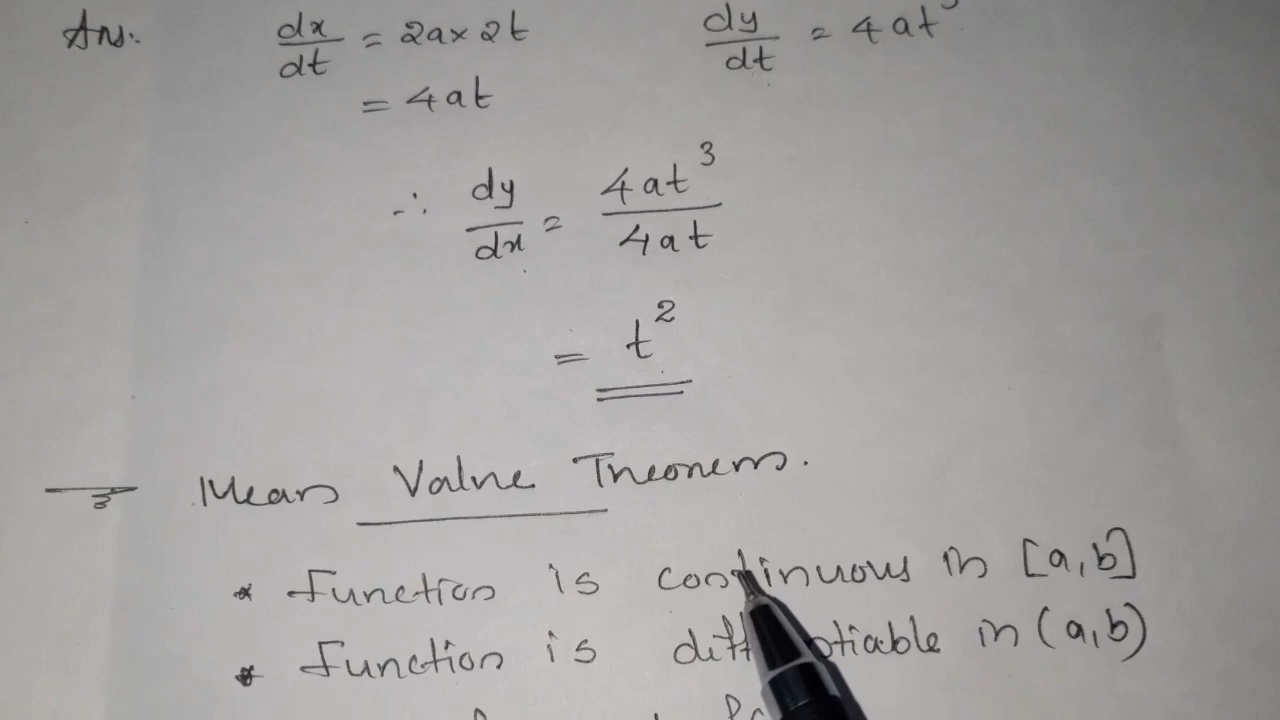 Ans. dx/dt = 2a×2t dy/dt = 4at³
= 4at
∴ dy/dx = 4at³/4at
= t²
Mean Value Theorem.
* Function is continuous in [a,b]
* Function is differentiable in (a,b)